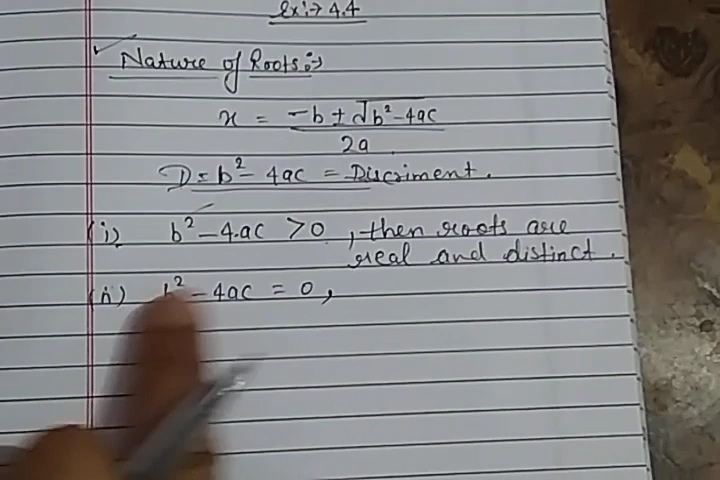 Ex:→ 4.4
Nature of Roots:→
x = -b ± √b² - 4ac / 2a
D = b² - 4ac = Discriment.
(i) b² - 4ac > 0, then roots are
real and distinct.
(ii) b² - 4ac = 0,